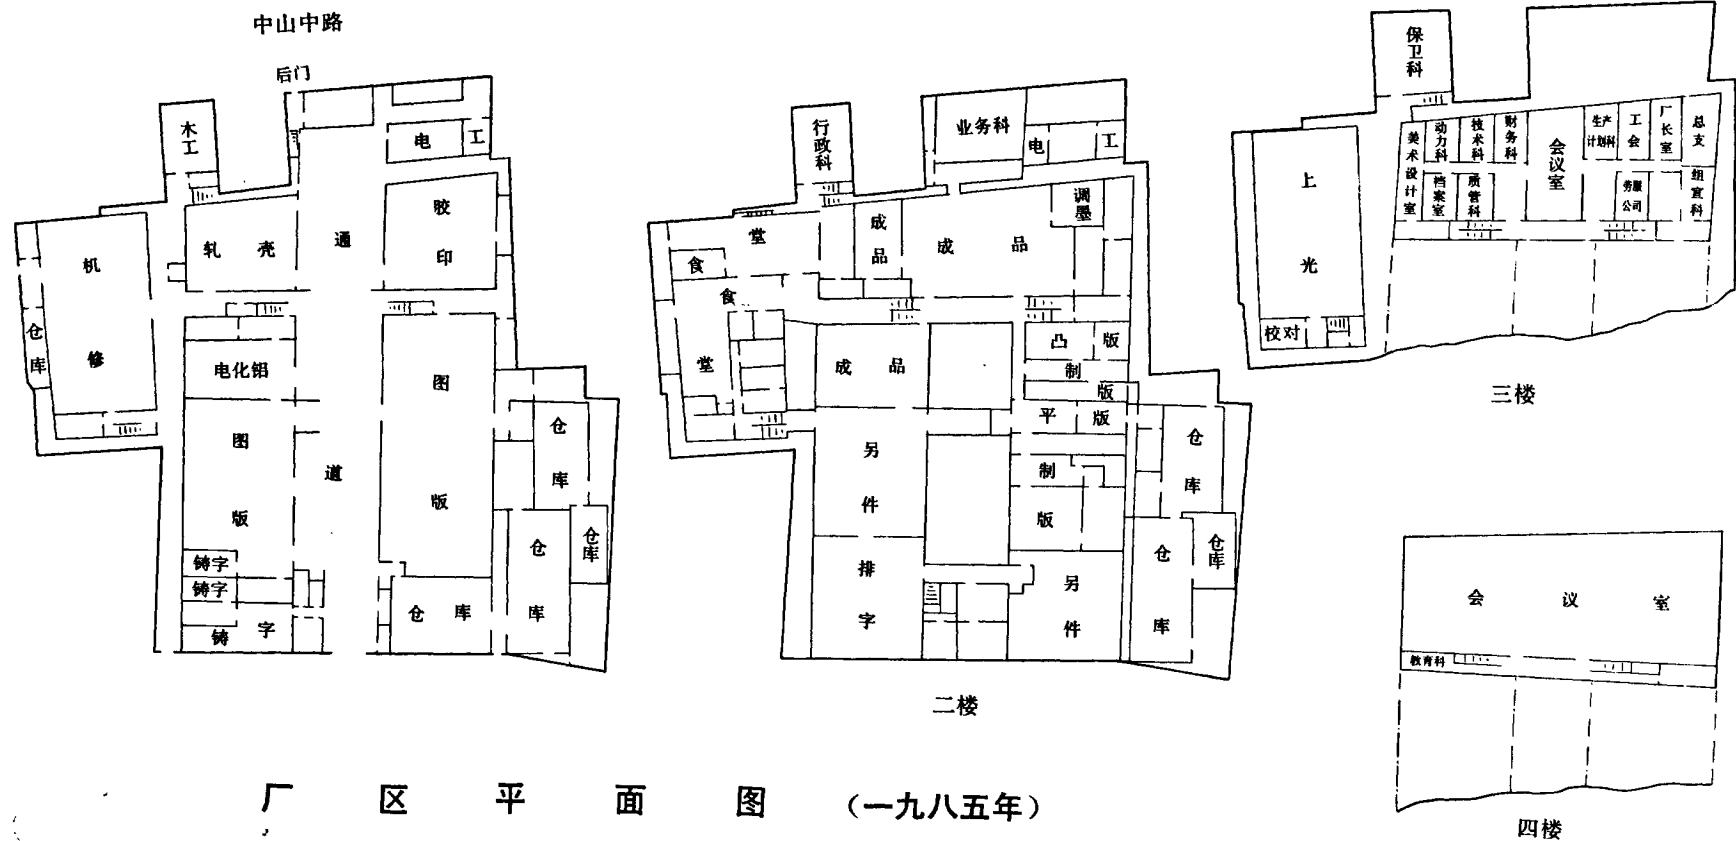 中山中路
后门
木工
电工
机修
轧壳
通道
胶印
仓库
电化铝
图版
图版
仓库
仓库
仓库
铸字
铸字
铸字
仓库
行政科
业务科
电工
食堂
食堂
成品
成品
调墨
成品
凸版
制版
平版
制版
另件
排字
另件
仓库
仓库
仓库
二楼
保卫科
上光
校对
美术设计室
动力科
技术科
财务科
会议室
生产计划科
工会
厂长室
总支
档案室
质管科
劳服公司
组宣科
三楼
会议室
教育科
四楼
厂区平面图（一九八五年）